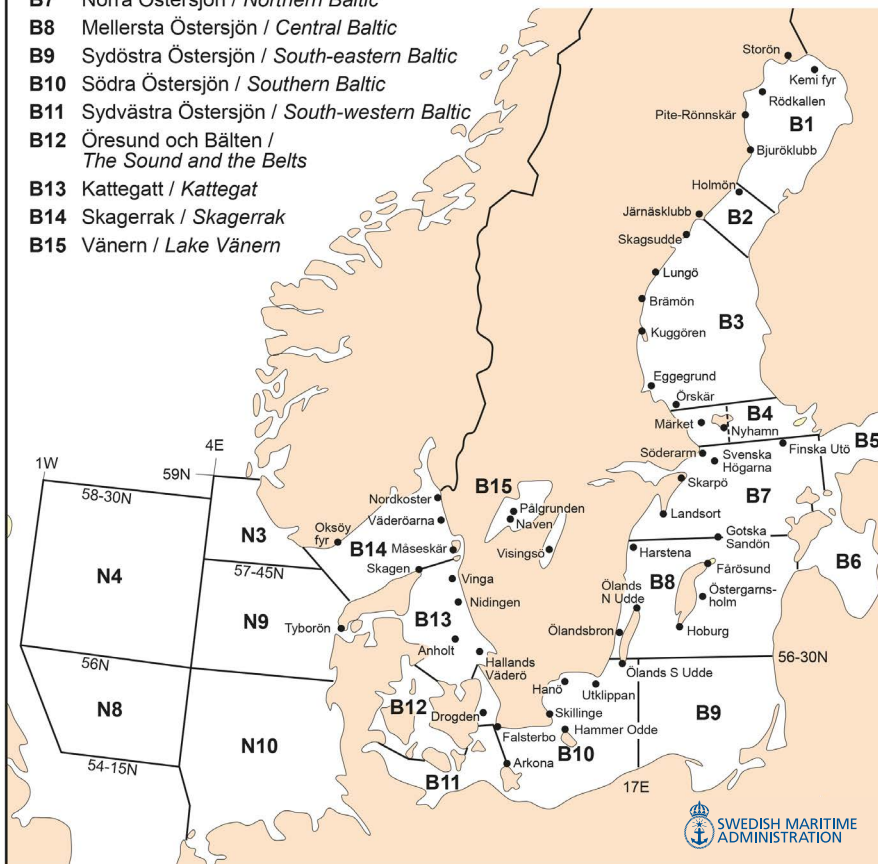 B7 Norra Östersjön / Northern Baltic
B8 Mellersta Östersjön / Central Baltic
B9 Sydöstra Östersjön / South-eastern Baltic
B10 Södra Östersjön / Southern Baltic
B11 Sydvästra Östersjön / South-western Baltic
B12 Öresund och Bälten /
The Sound and the Belts
B13 Kattegatt / Kattegat
B14 Skagerrak / Skagerrak
B15 Vänern / Lake Vänern
Storön
Kemi fyr
Rödkallen
Pite-Rönnskär
B1
Bjuröklubb
Holmön
Järnäsklubb
B2
Skagsudde
Lungö
Brämön
B3
Kuggören
Eggegrund
Örskär
B4
Märket
Nyhamn
B5
Söderarm
Svenska
Högarna
Finska Utö
Skarpö
B7
Landsort
Gotska
Sandön
Harstena
B8
Fårösund
B6
Ölands
N Udde
Östergarns-
holm
Ölandsbron
Hoburg
56-30N
Ölands S Udde
1W
4E
59N
58-30N
N3
N4
57-45N
N9
56N
N8
N10
54-15N
Nordkoster
Väderöarna
Oksöy
fyr
B14
Måseskär
Skagen
Vinga
Nidingen
B13
Tyborön
Anholt
Hallands
Väderö
B15
Pålgrunden
Naven
Visingsö
B12
Drogden
Falsterbo
Hanö
Utklippan
Skillinge
Hammer Odde
B10
B9
Arkona
B11
17E
SWEDISH MARITIME
ADMINISTRATION